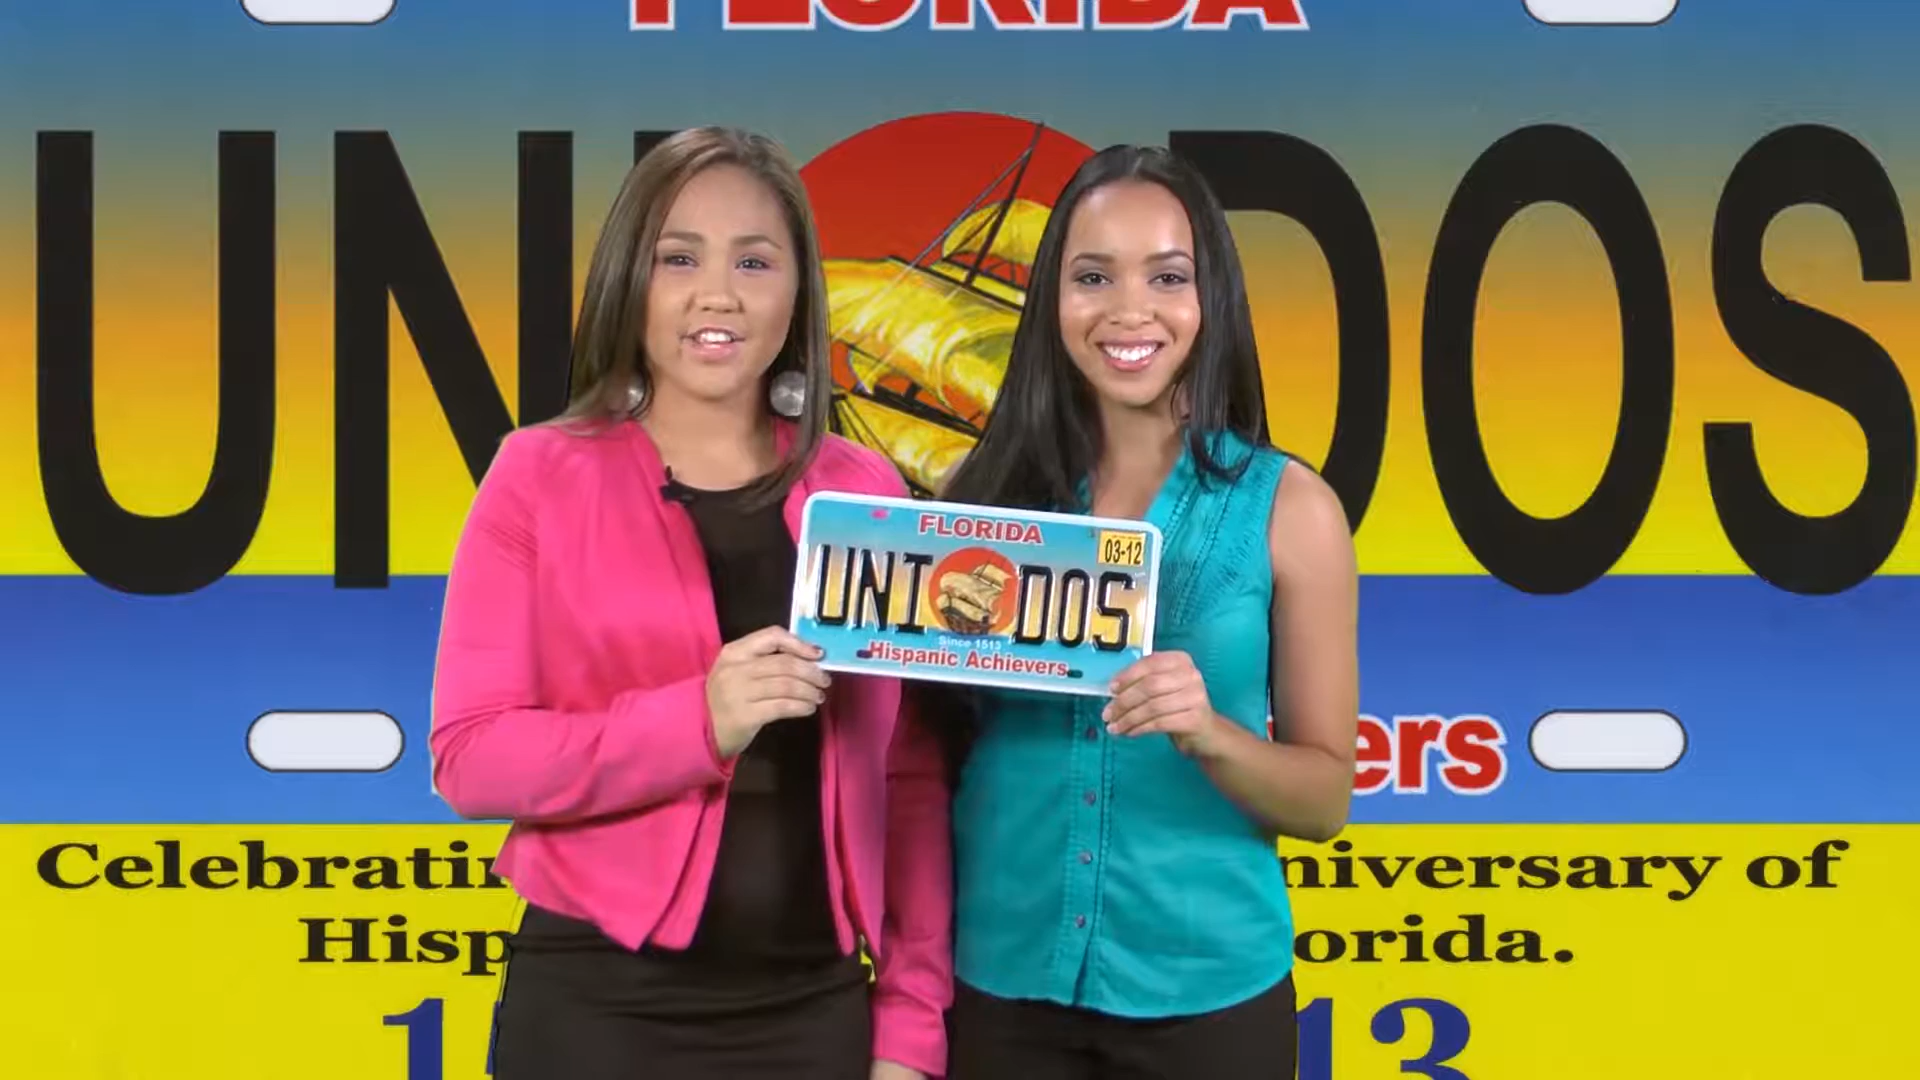 FLORIDA
UNI DOS
ers
Celebratin niversary of
Hisp orida.
1 13
FLORIDA
03-12
UNI DOS
Since 1513
Hispanic Achievers